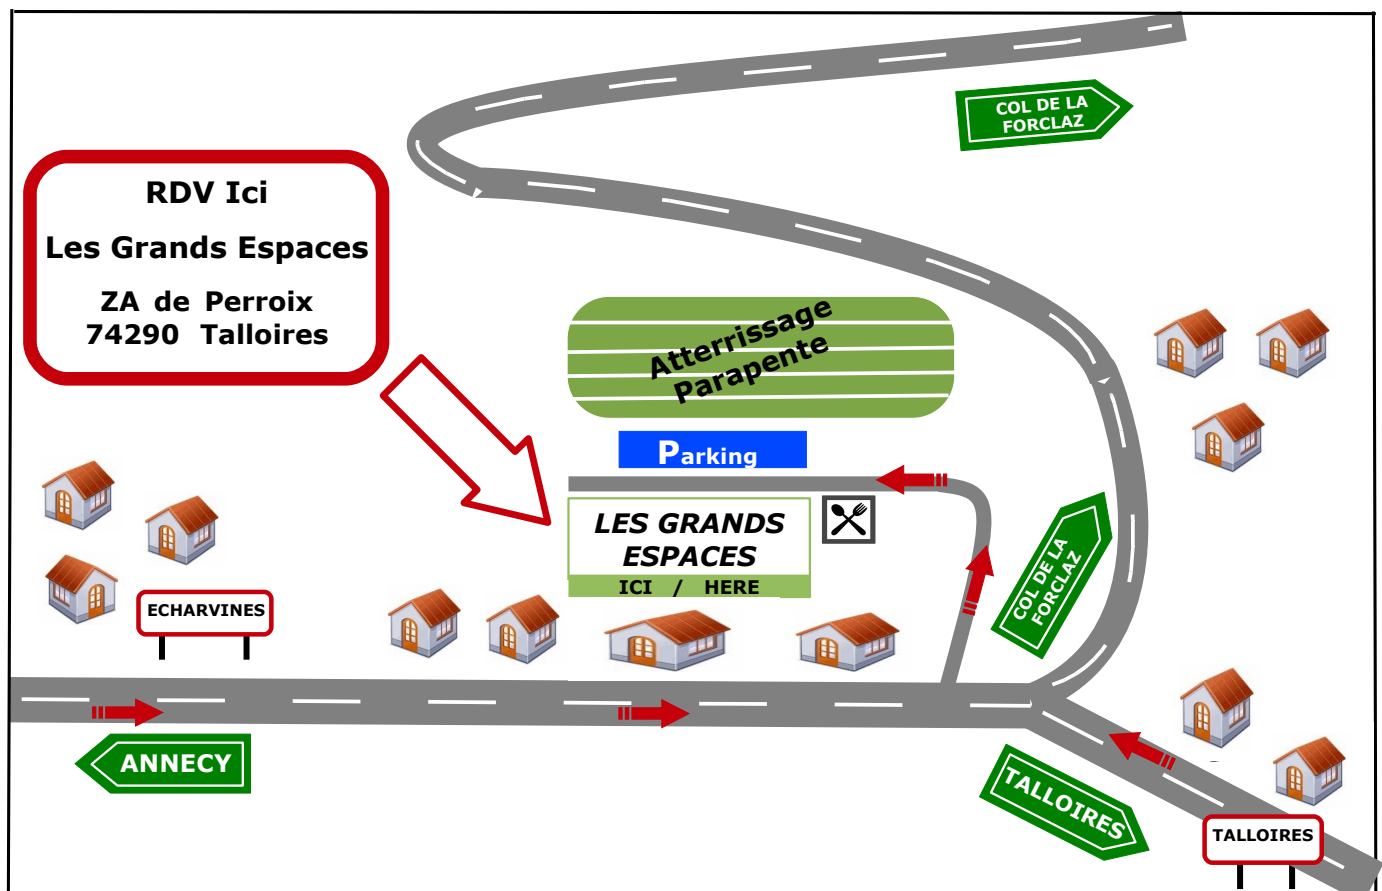 COL DE LA
FORCLAZ
RDV Ici
Les Grands Espaces
ZA de Perroix
74290 Talloires
Atterrissage
Parapente
Parking
LES GRANDS
ESPACES
ICI / HERE
COL DE LA
FORCLAZ
ECHARVINES
ANNECY
TALLOIRES
TALLOIRES